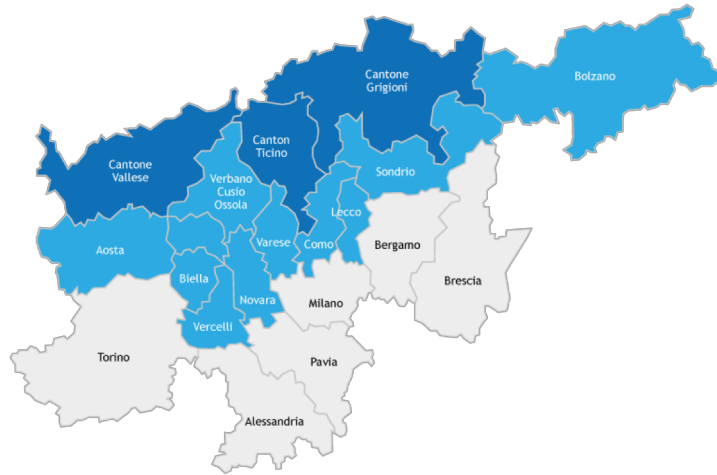 Cantone
Grigioni
Bolzano
Canton
Ticino
Cantone
Vallese
Verbano
Cusio
Ossola
Sondrio
Lecco
Aosta
Varese
Como
Bergamo
Biella
Brescia
Novara
Milano
Vercelli
Torino
Pavia
Alessandria